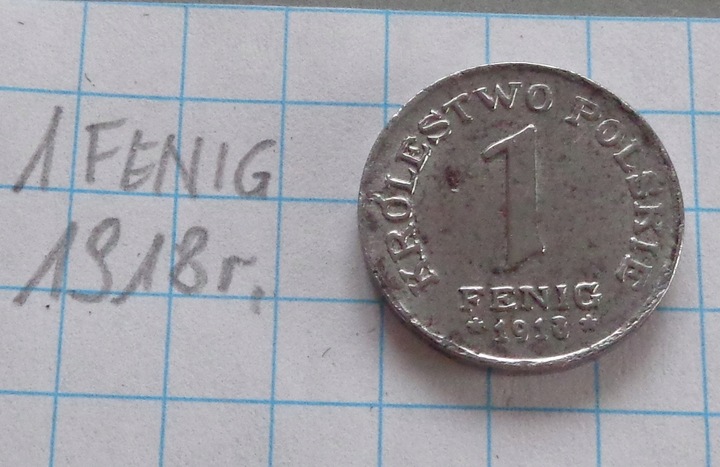 1 FENIG
1918r.
KRÓLESTWO POLSKIE
1
FENIG
*1918*